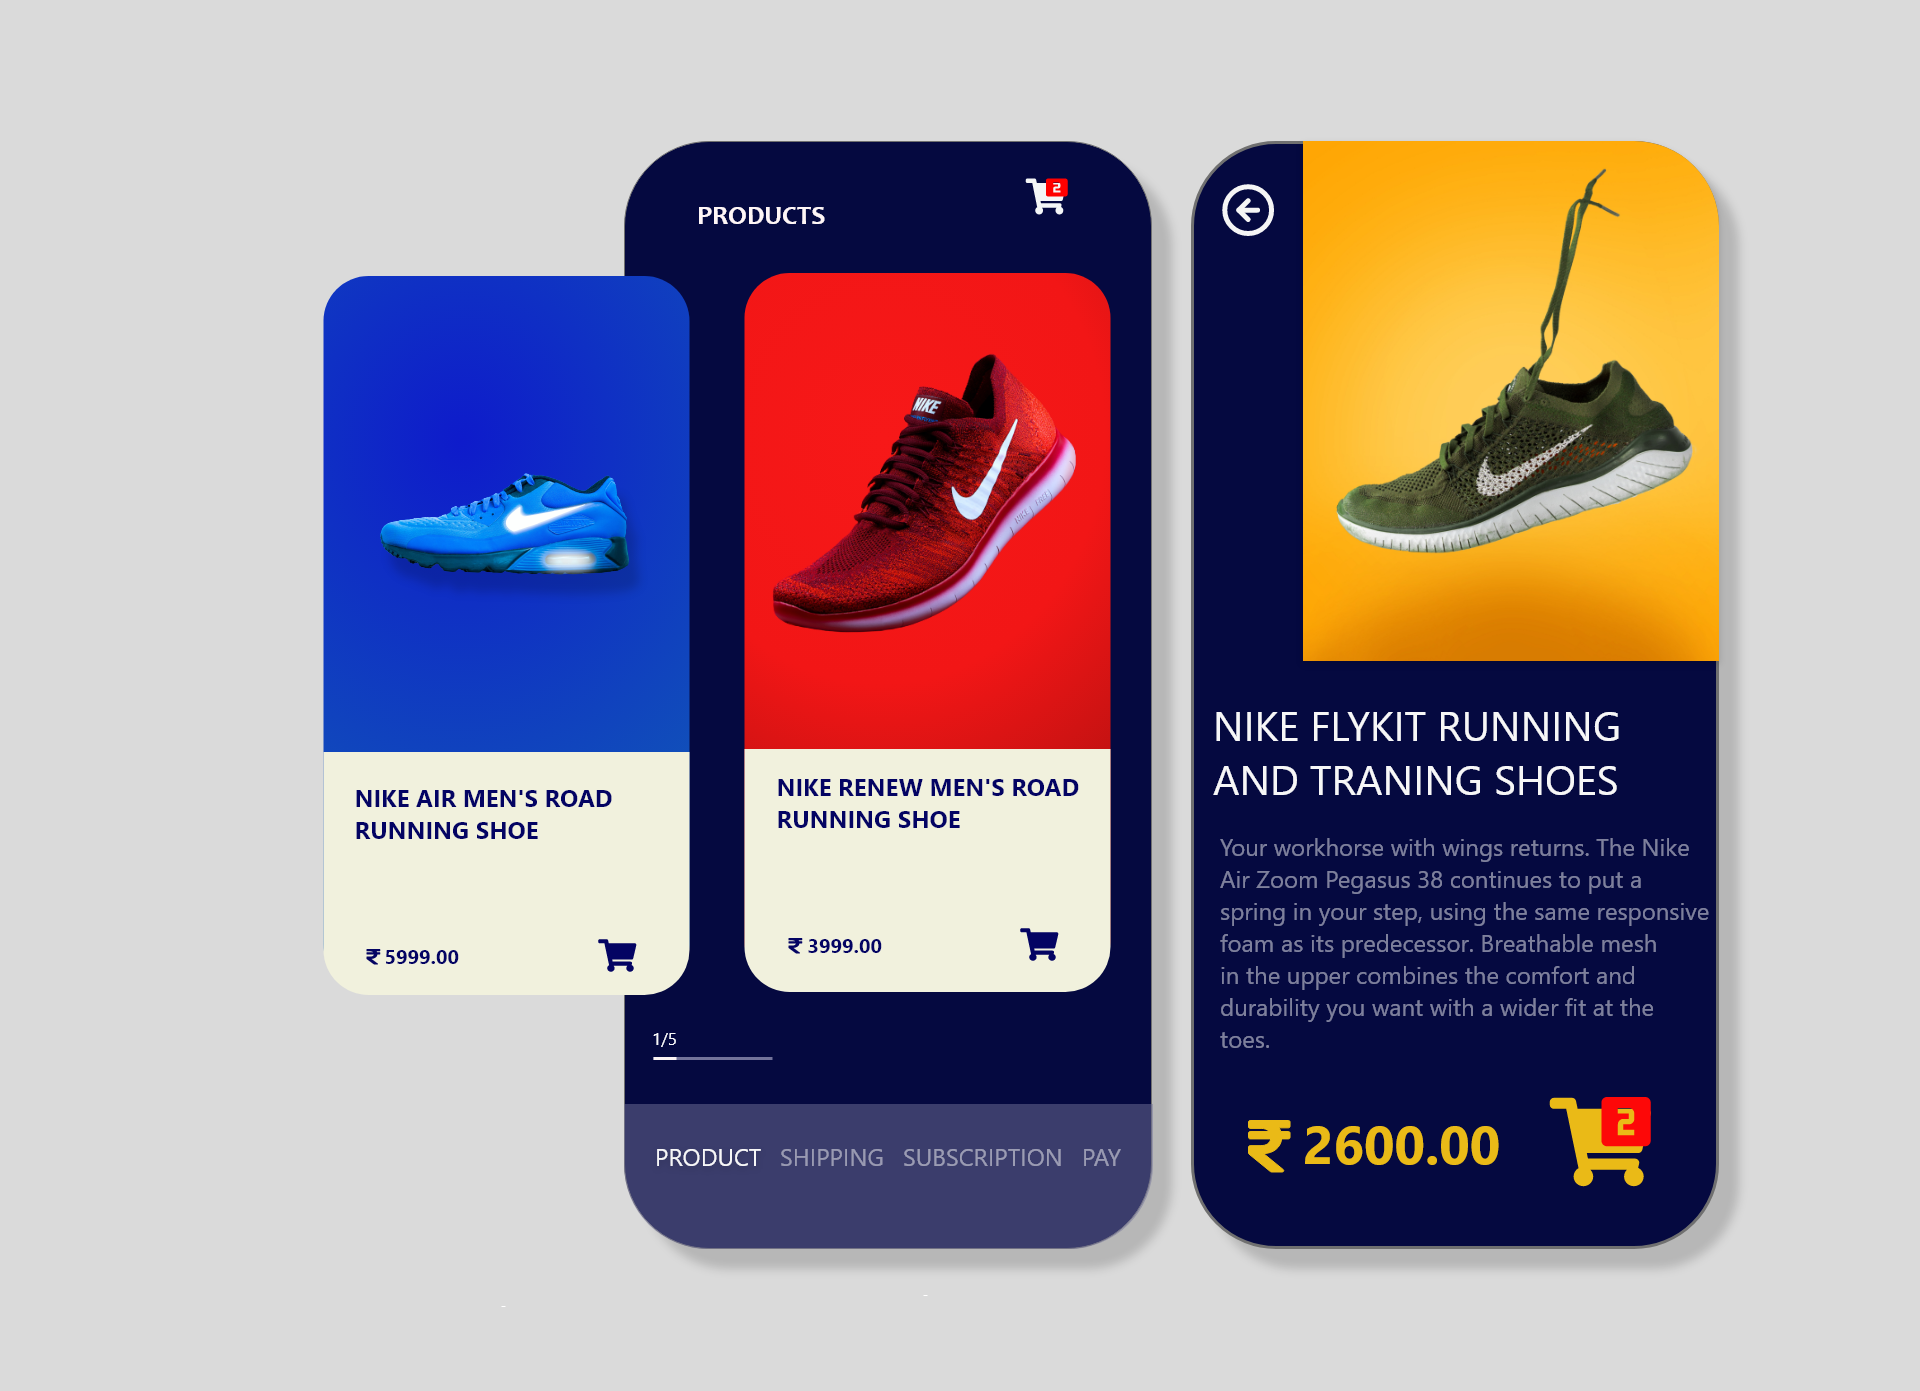 PRODUCTS
2
NIKE
NIKE AIR MEN'S ROAD
RUNNING SHOE
₹ 5999.00
NIKE RENEW MEN'S ROAD
RUNNING SHOE
₹ 3999.00
1/5
PRODUCT SHIPPING SUBSCRIPTION PAY
NIKE FLYKIT RUNNING
AND TRANING SHOES
Your workhorse with wings returns. The Nike
Air Zoom Pegasus 38 continues to put a
spring in your step, using the same responsive
foam as its predecessor. Breathable mesh
in the upper combines the comfort and
durability you want with a wider fit at the
toes.
₹ 2600.00
2